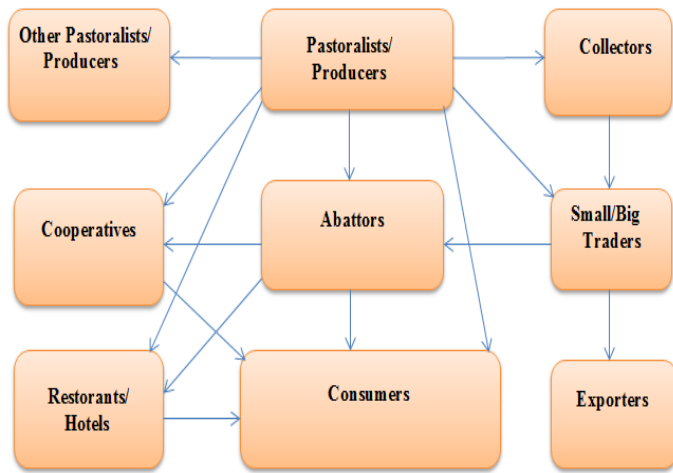 Other Pastoralists/
Producers
Pastoralists/
Producers
Collectors
Cooperatives
Abattors
Small/Big
Traders
Restorants/
Hotels
Consumers
Exporters